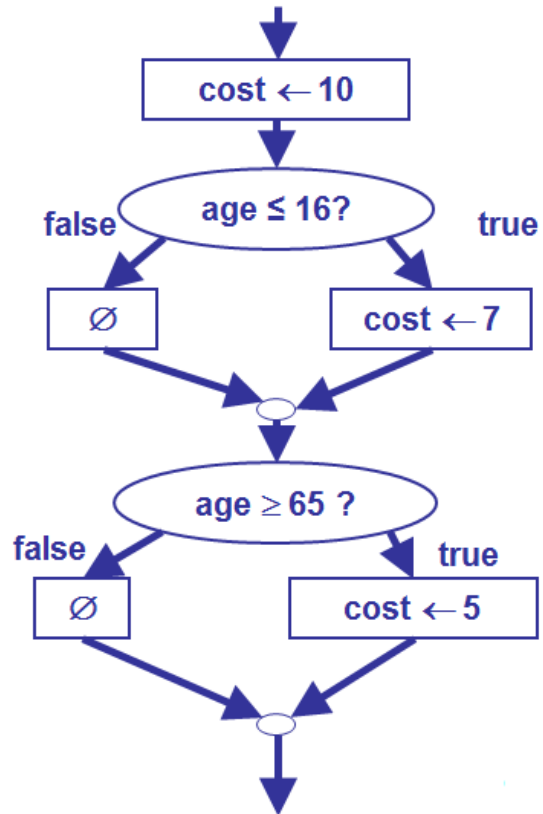 cost ← 10
age ≤ 16?
false
true
∅
cost ← 7
age ≥ 65 ?
false
true
∅
cost ← 5